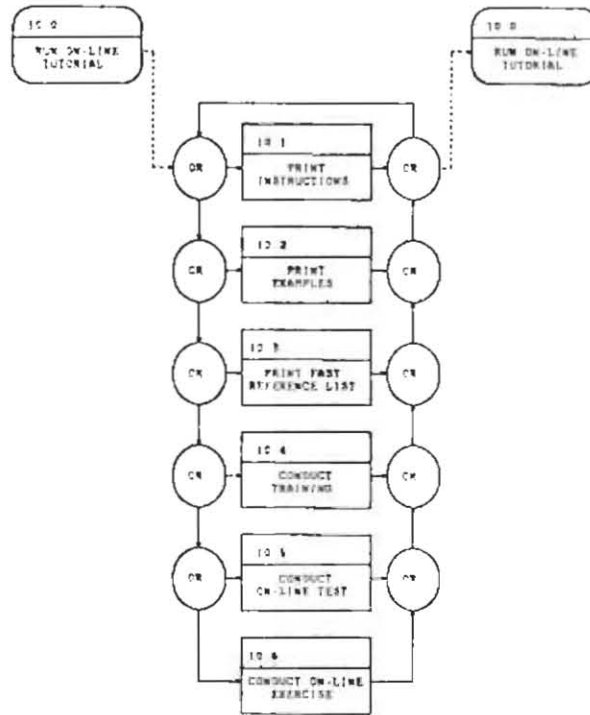 10.0
RUN ON-LINE
TUTORIAL
10.0
RUN ON-LINE
TUTORIAL
10.1
OR
PRINT
INSTRUCTIONS
OR
10.2
OR
PRINT
EXAMPLES
OR
10.3
OR
PRINT FAST
REFERENCE LIST
OR
10.4
OR
CONDUCT
TRAINING
OR
10.5
OR
CONDUCT
ON-LINE TEST
OR
10.6
CONDUCT ON-LINE
EXERCISE